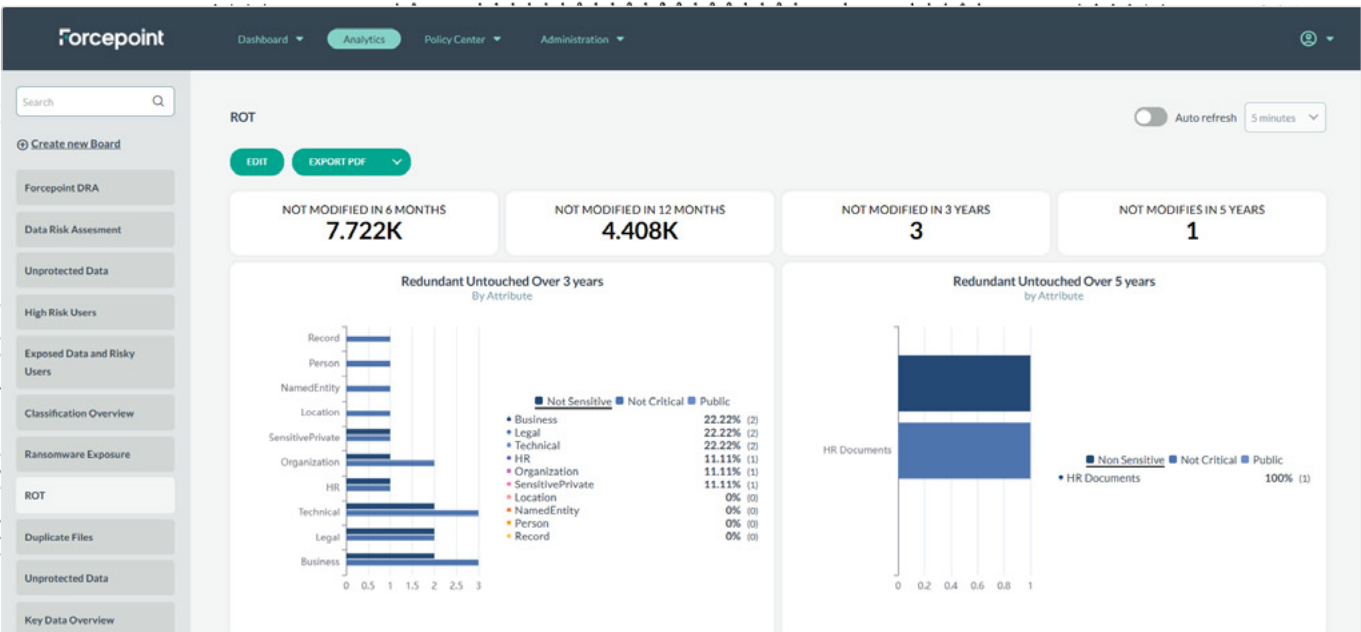 Forcepoint
Dashboard
Analytics
Policy Center
Administration
Search
Create new Board
Forcepoint DRA
Data Risk Assesment
Unprotected Data
High Risk Users
Exposed Data and Risky
Users
Classification Overview
Ransomware Exposure
ROT
Duplicate Files
Unprotected Data
Key Data Overview
ROT
Auto refresh
5 minutes
EDIT
EXPORT PDF
NOT MODIFIED IN 6 MONTHS
7.722K
NOT MODIFIED IN 12 MONTHS
4.408K
NOT MODIFIED IN 3 YEARS
3
NOT MODIFIES IN 5 YEARS
1
Redundant Untouched Over 3 years
By Attribute
Record
Person
NamedEntity
Location
SensitivePrivate
Organization
HR
Technical
Legal
Business
0 0.5 1 1.5 2 2.5 3
Not Sensitive Not Critical Public
Business 22.22% (2)
Legal 22.22% (2)
Technical 22.22% (2)
HR 11.11% (1)
Organization 11.11% (1)
SensitivePrivate 11.11% (1)
Location 0% (0)
NamedEntity 0% (0)
Person 0% (0)
Record 0% (0)
Redundant Untouched Over 5 years
by Attribute
HR Documents
0 0.2 0.4 0.6 0.8 1
Non Sensitive Not Critical Public
HR Documents 100% (1)